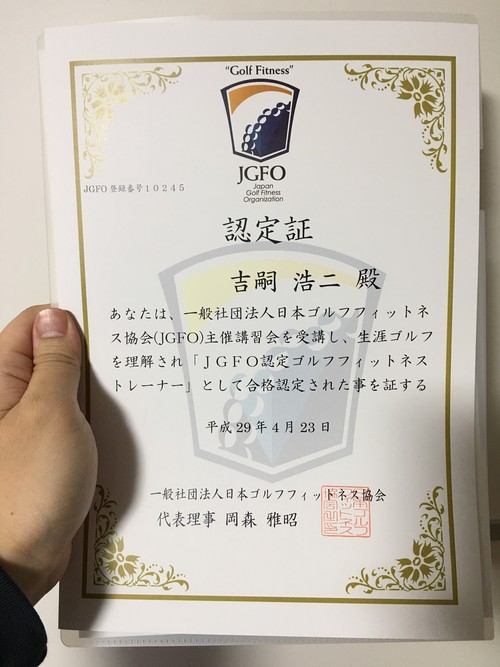 "Golf Fitness"
JGFO
Japan
Golf Fitness
Organization
JGFO 登録番号10245
認定証
吉嗣 浩二 殿
あなたは、一般社団法人日本ゴルフフィットネ
ス協会(JGFO)主催講習会を受講し、生涯ゴルフ
を理解され「JGFO認定ゴルフフィットネス
トレーナー」として合格認定された事を証する
平成29年4月23日
一般社団法人日本ゴルフフィットネス協会
代表理事 岡森 雅昭